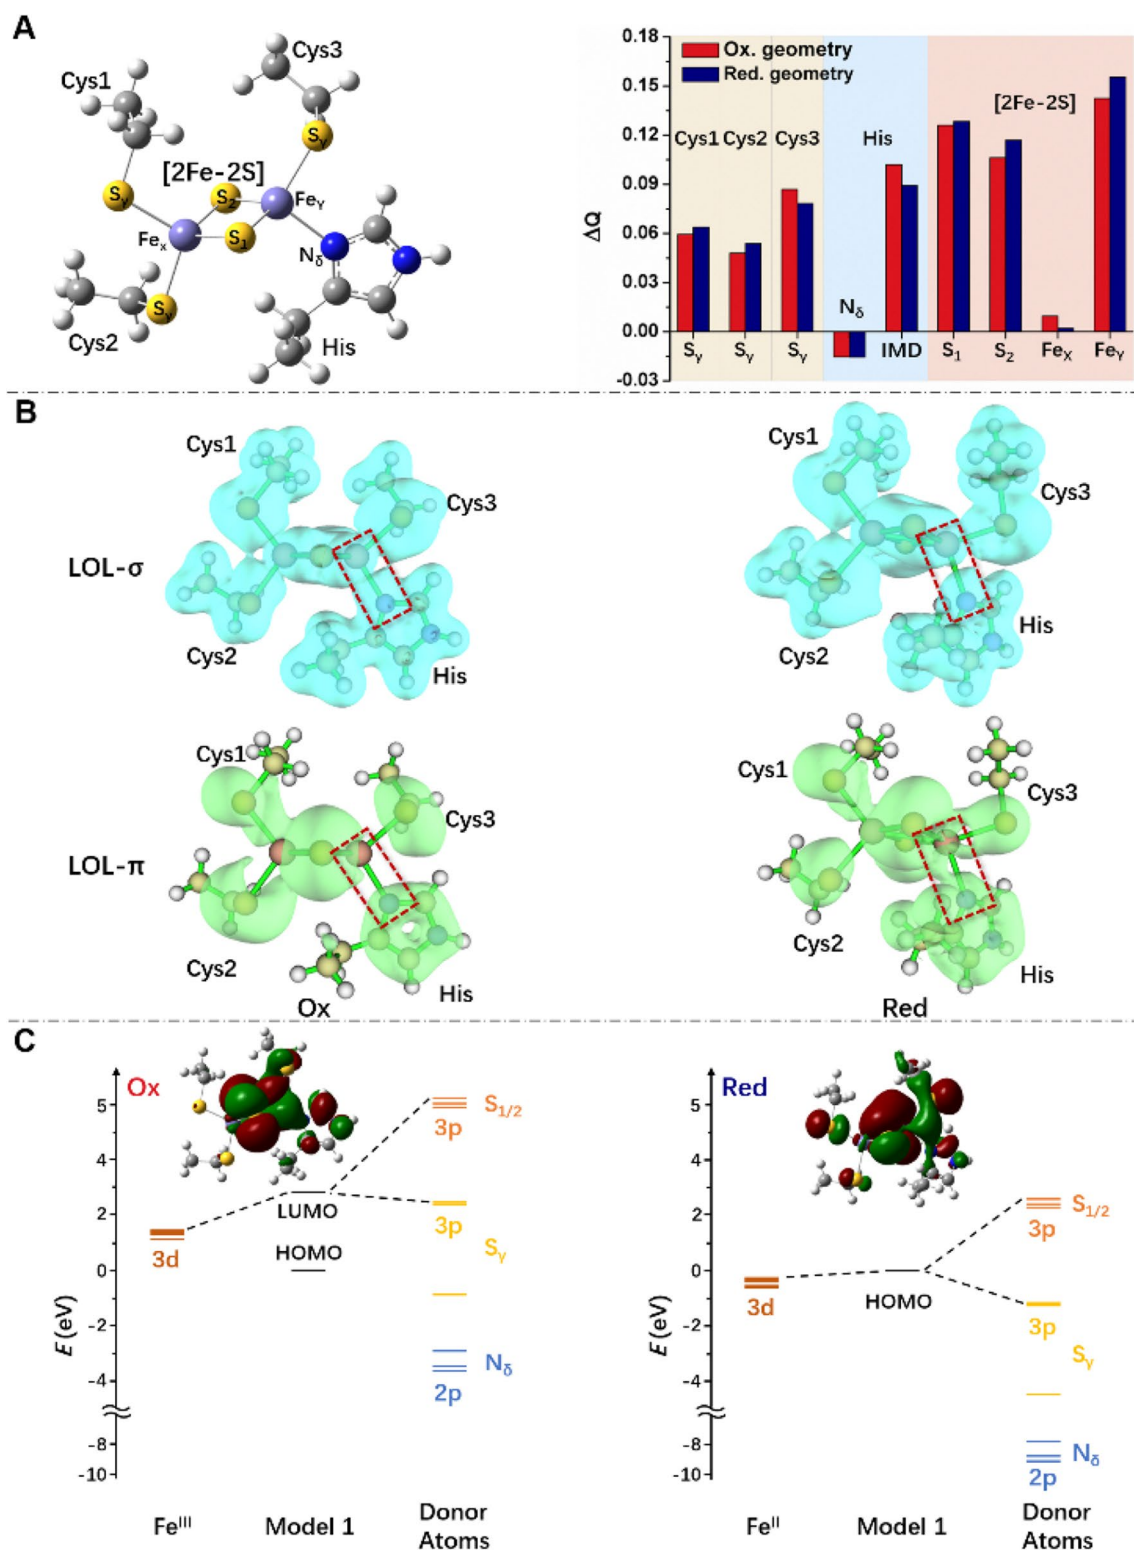 A
Cys1
Cys3
[2Fe-2S]
Sγ
Sγ
S₂
Feγ
Feₓ
S₁
Nδ
Sγ
Cys2
His
0.18
0.15
0.12
0.09
0.06
0.03
0.00
-0.03
ΔQ
Ox. geometry
Red. geometry
[2Fe-2S]
Cys1 Cys2 Cys3 His
Nδ
Sγ Sγ Sγ IMD S₁ S₂ Feₓ Feγ
B
Cys1
Cys3
LOL-σ
Cys2
His
Cys1
Cys3
His
Cys2
Cys1
Cys3
LOL-π
Cys2
His
Ox
Cys1
Cys3
Cys2
His
Red
C
Ox
5
4
2
0
-2
-4
-8
-10
E (eV)
3d
LUMO
HOMO
S₁/₂
3p
3p
Sγ
Nδ
2p
Feᴵᴵᴵ Model 1 Donor
Atoms
Red
5
4
2
0
-2
-4
-8
-10
E (eV)
3d
HOMO
S₁/₂
3p
3p
Sγ
Nδ
2p
Feᴵᴵ Model 1 Donor
Atoms